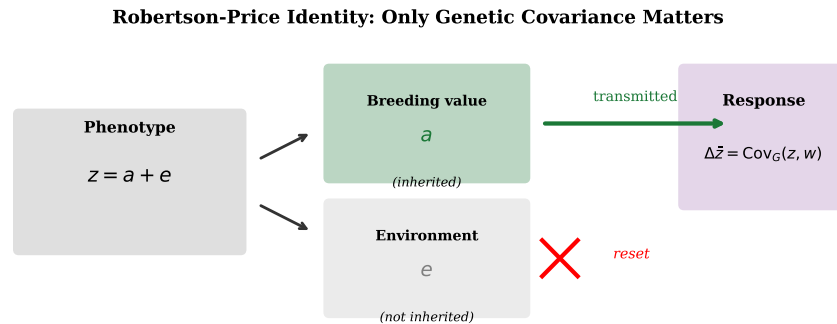 Robertson-Price Identity: Only Genetic Covariance Matters
Phenotype
z = a + e
Breeding value
a
(inherited)
Environment
e
(not inherited)
transmitted
reset
Response
Δz̄ = Cov_G(z, w)